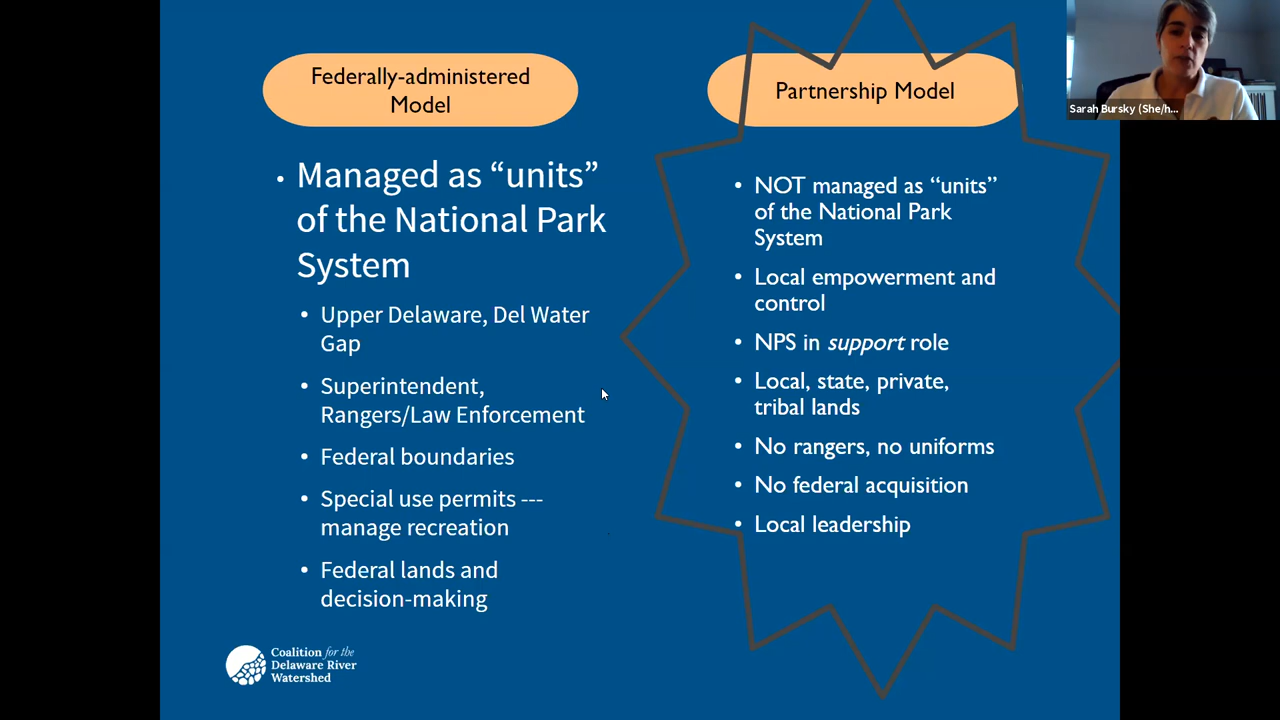 Federally-administered
Model
• Managed as “units”
of the National Park
System
• Upper Delaware, Del Water
Gap
• Superintendent,
Rangers/Law Enforcement
• Federal boundaries
• Special use permits ---
manage recreation
• Federal lands and
decision-making
Coalition for the
Delaware River
Watershed
Partnership Model
• NOT managed as “units”
of the National Park
System
• Local empowerment and
control
• NPS in support role
• Local, state, private,
tribal lands
• No rangers, no uniforms
• No federal acquisition
• Local leadership
Sarah Bursky (She/h...